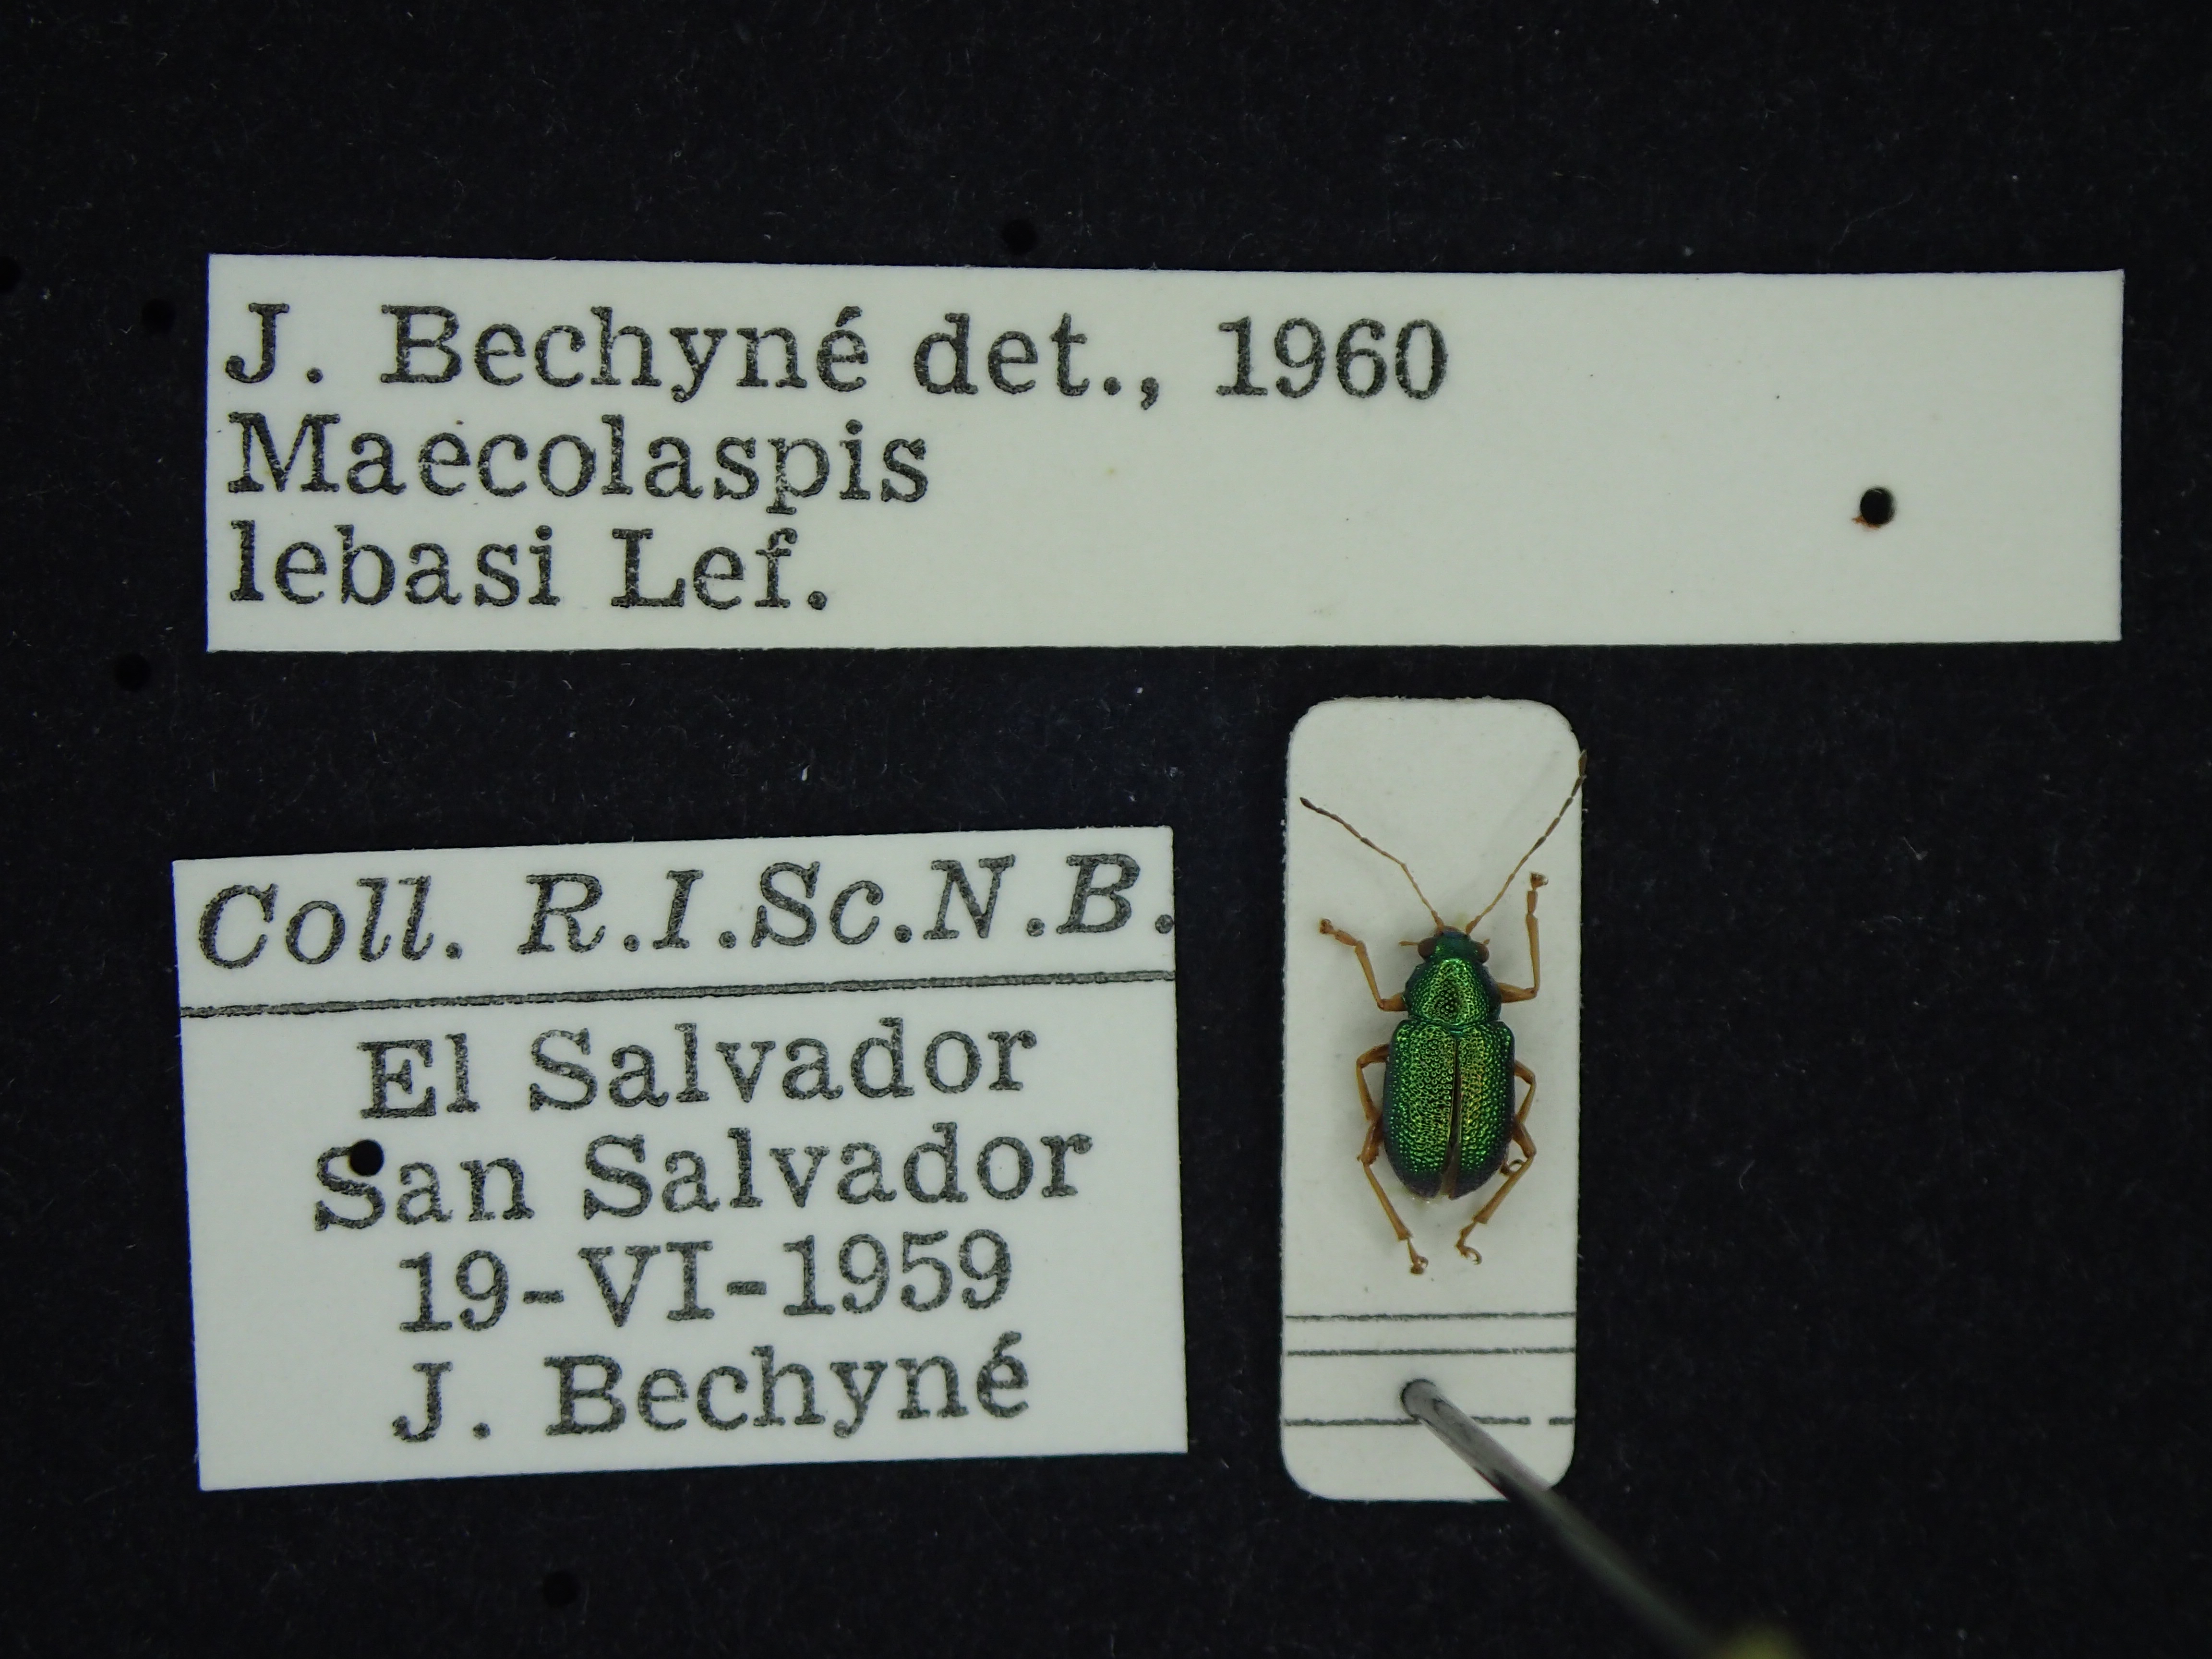 J. Bechyné det., 1960
Maecolaspis
lebasi Lef.
Coll. R.I.Sc.N.B.
El Salvador
San Salvador
19-VI-1959
J. Bechyné